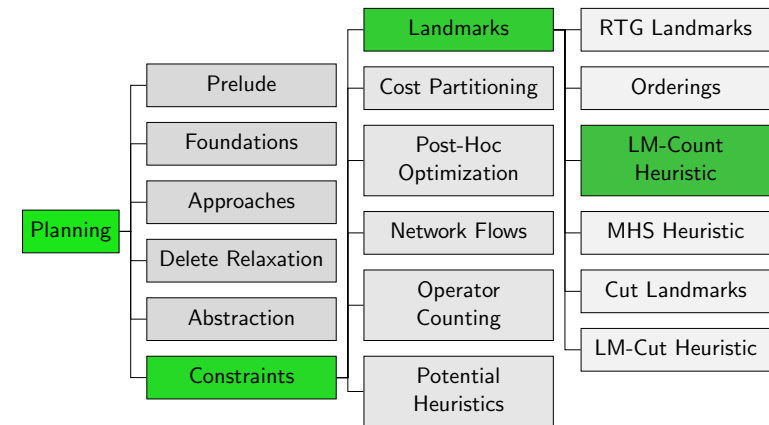 Planning
Prelude
Foundations
Approaches
Delete Relaxation
Abstraction
Constraints
Landmarks
Cost Partitioning
Post-Hoc
Optimization
Network Flows
Operator
Counting
Potential
Heuristics
RTG Landmarks
Orderings
LM-Count
Heuristic
MHS Heuristic
Cut Landmarks
LM-Cut Heuristic